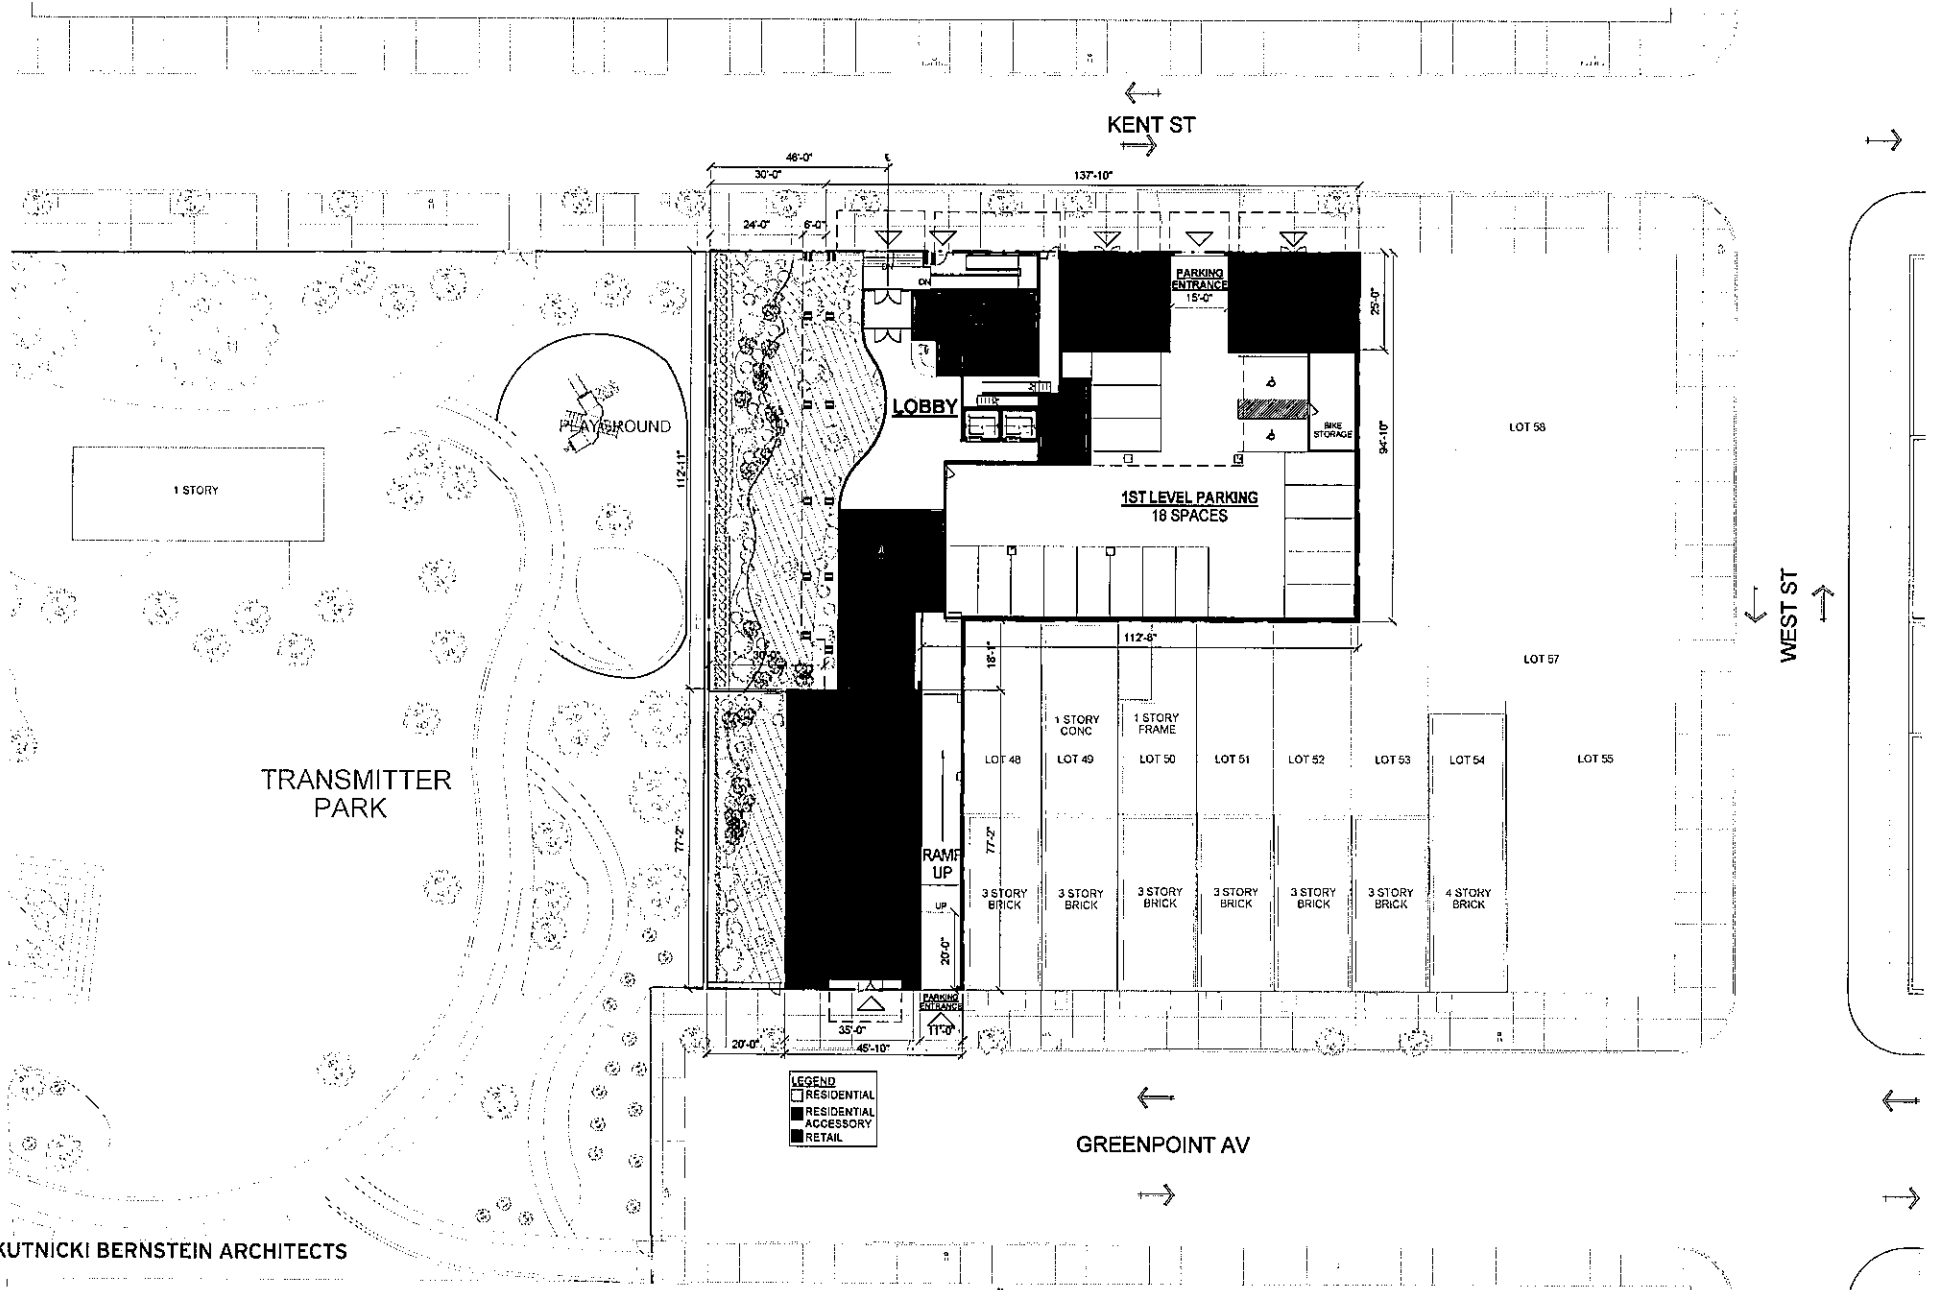 KENT ST
46'-0"
30'-0"
137'-10"
24'-0"
6'-0"
DN
DN
PARKING
ENTRANCE
15'-0"
25'-0"
LOBBY
PLAYGROUND
BIKE
STORAGE
LOT 58
94'-10"
112'-11"
1 STORY
1ST LEVEL PARKING
18 SPACES
WEST ST
112'-8"
30'-0"
18'-1"
LOT 57
1 STORY
CONC
1 STORY
FRAME
LOT 48
LOT 49
LOT 50
LOT 51
LOT 52
LOT 53
LOT 54
LOT 55
TRANSMITTER
PARK
77'-2"
77'-2"
RAMP
UP
UP
20'-0"
3 STORY
BRICK
3 STORY
BRICK
3 STORY
BRICK
3 STORY
BRICK
3 STORY
BRICK
3 STORY
BRICK
4 STORY
BRICK
PARKING
ENTRANCE
35'-0"
11'-0"
20'-0"
45'-10"
LEGEND
RESIDENTIAL
RESIDENTIAL
ACCESSORY
RETAIL
GREENPOINT AV
KUTNICKI BERNSTEIN ARCHITECTS